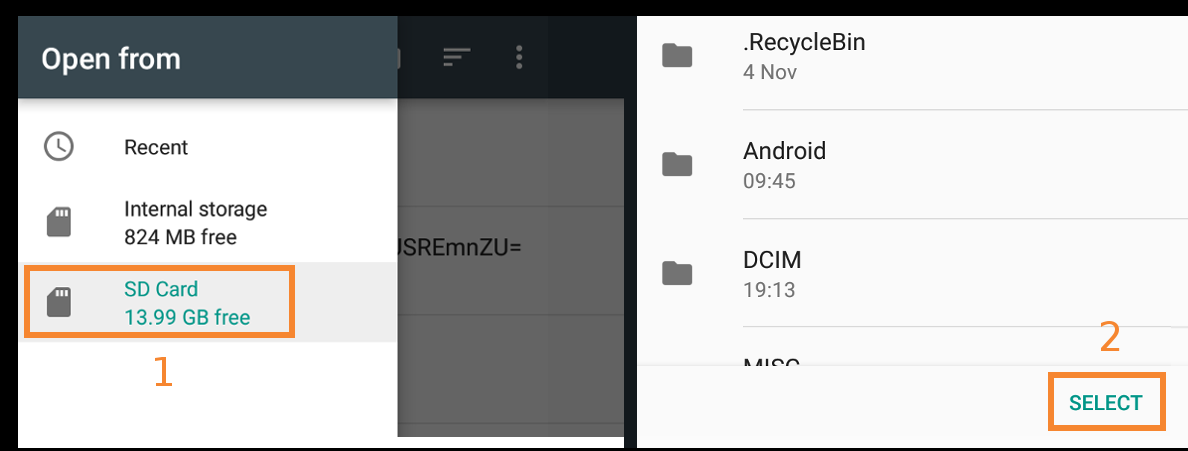 Open from
Recent
Internal storage
824 MB free
SD Card
13.99 GB free
1
JSREmnZU=
.RecycleBin
4 Nov
Android
09:45
DCIM
19:13
MISC
2
SELECT